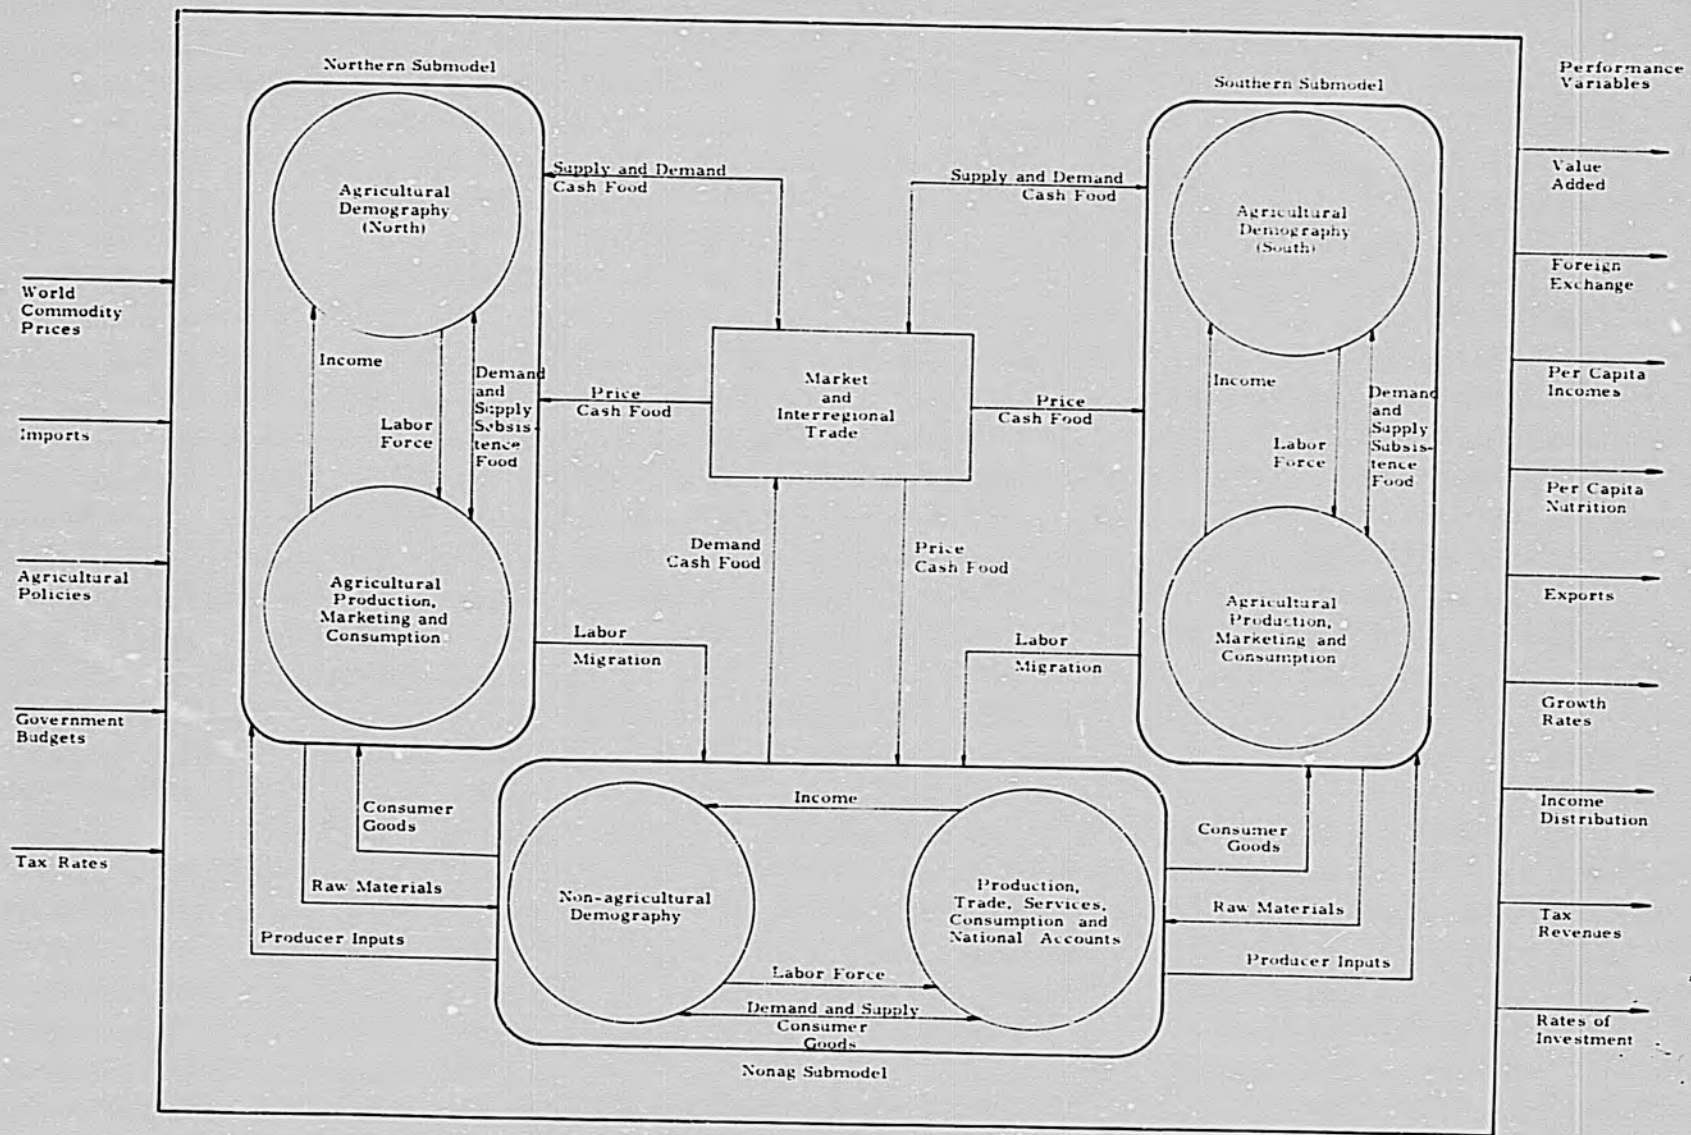 Northern Submodel
Southern Submodel
Performance
Variables
Agricultural
Demography
(North)
Supply and Demand
Cash Food
Supply and Demand
Cash Food
Agricultural
Demography
(South)
Value
Added
Foreign
Exchange
World
Commodity
Prices
Income
Labor
Force
Demand
and
Supply
Subsis-
tence
Food
Price
Cash Food
Market
and
Interregional
Trade
Price
Cash Food
Income
Labor
Force
Demand
and
Supply
Subsis-
tence
Food
Per Capita
Incomes
Imports
Per Capita
Nutrition
Agricultural
Policies
Agricultural
Production,
Marketing and
Consumption
Demand
Cash Food
Price
Cash Food
Agricultural
Production,
Marketing and
Consumption
Exports
Labor
Migration
Labor
Migration
Government
Budgets
Growth
Rates
Consumer
Goods
Income
Consumer
Goods
Income
Distribution
Tax Rates
Raw Materials
Non-agricultural
Demography
Production,
Trade, Services,
Consumption and
National Accounts
Raw Materials
Tax
Revenues
Producer Inputs
Labor Force
Producer Inputs
Demand and Supply
Consumer
Goods
Rates of
Investment
Nonag Submodel